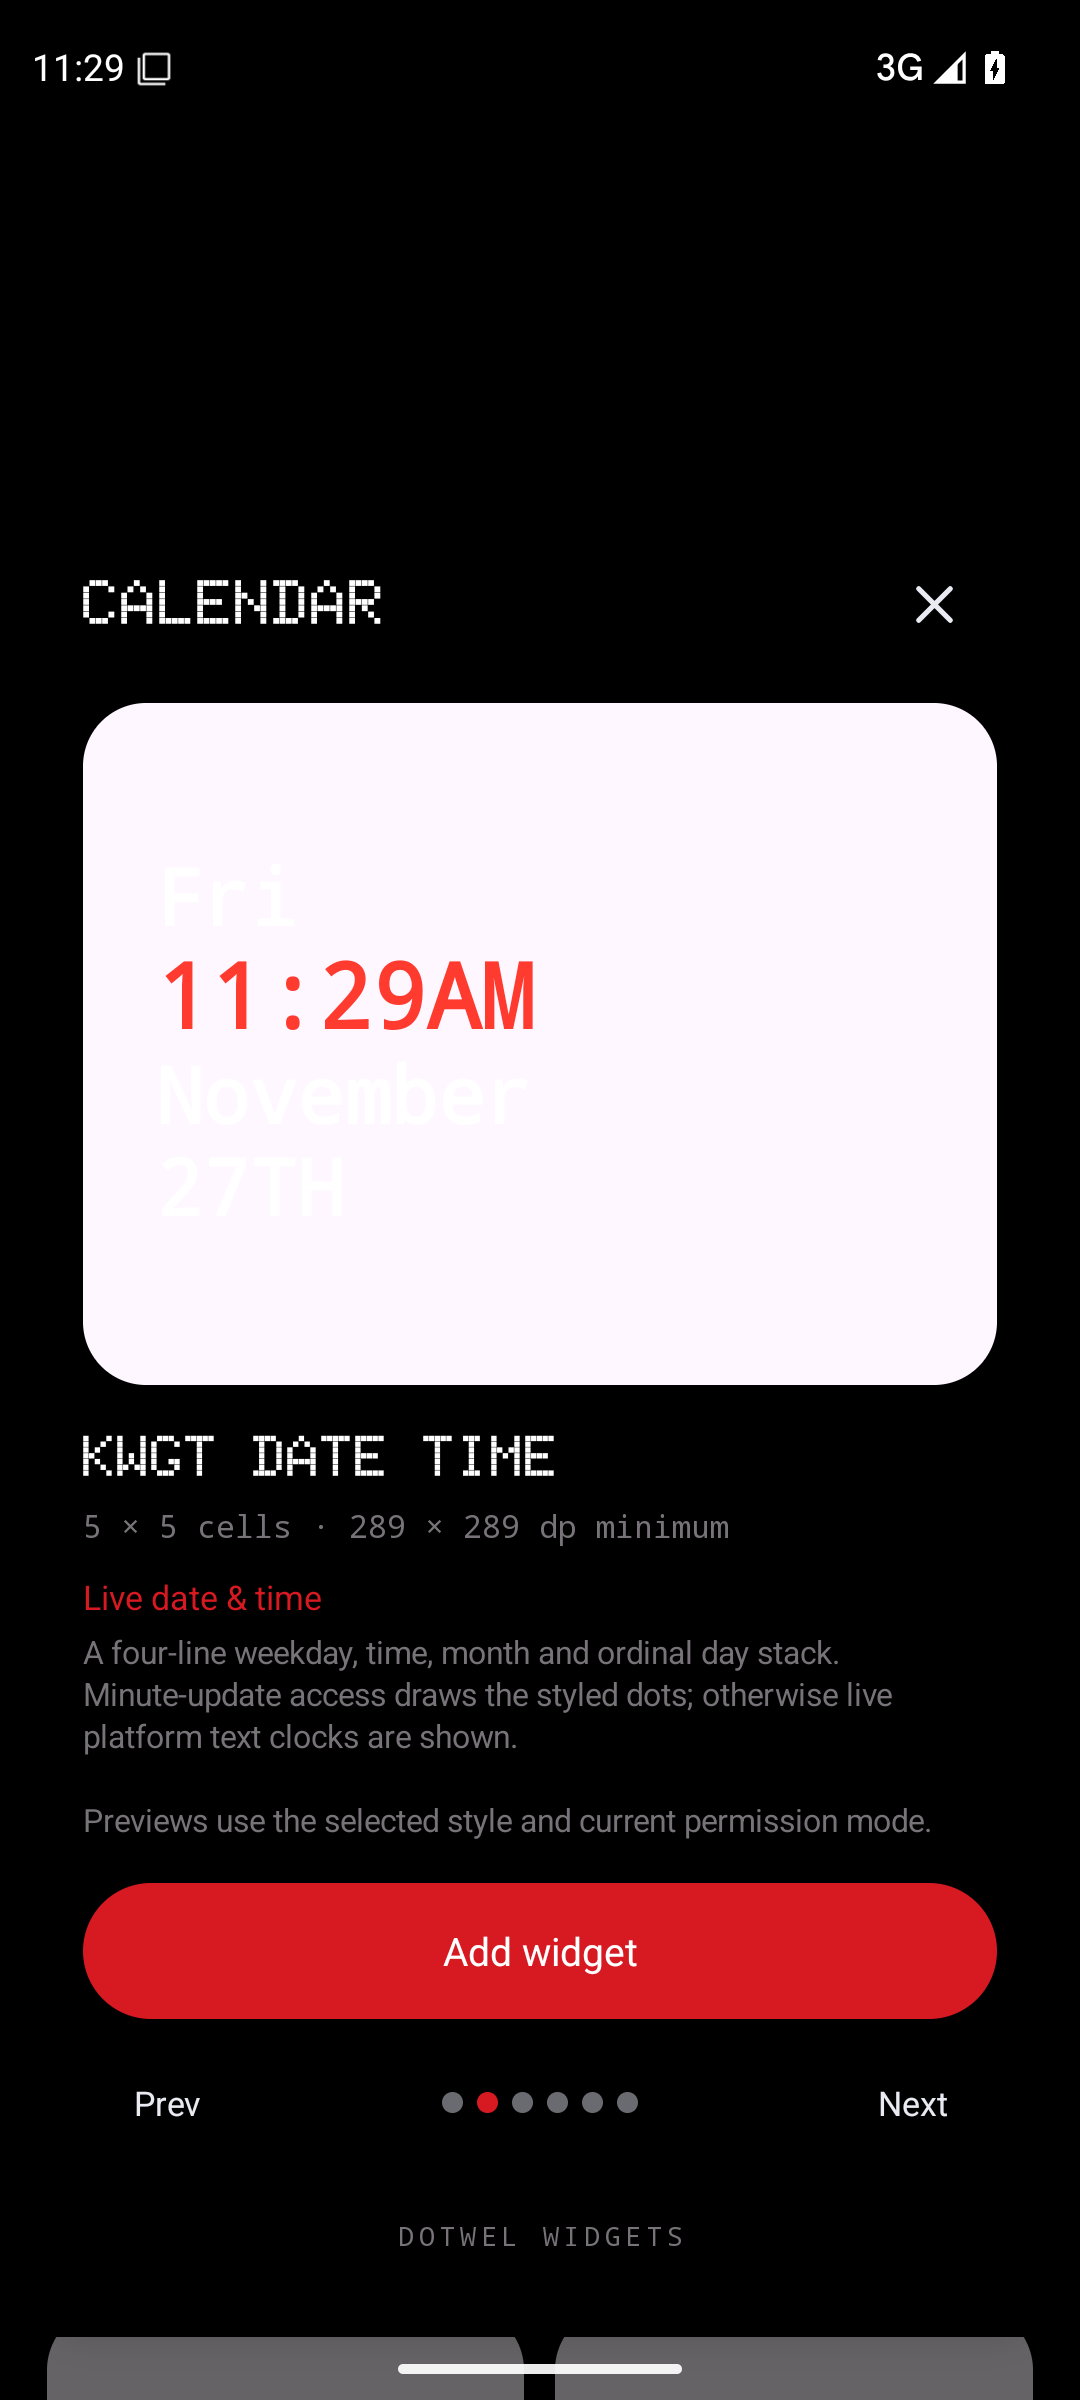 11:29
3G
CALENDAR
Fri
11:29AM
November
27TH
KWGT DATE TIME
5 × 5 cells · 289 × 289 dp minimum
Live date & time
A four-line weekday, time, month and ordinal day stack.
Minute-update access draws the styled dots; otherwise live
platform text clocks are shown.
Previews use the selected style and current permission mode.
Add widget
Prev
Next
DOTWEL WIDGETS